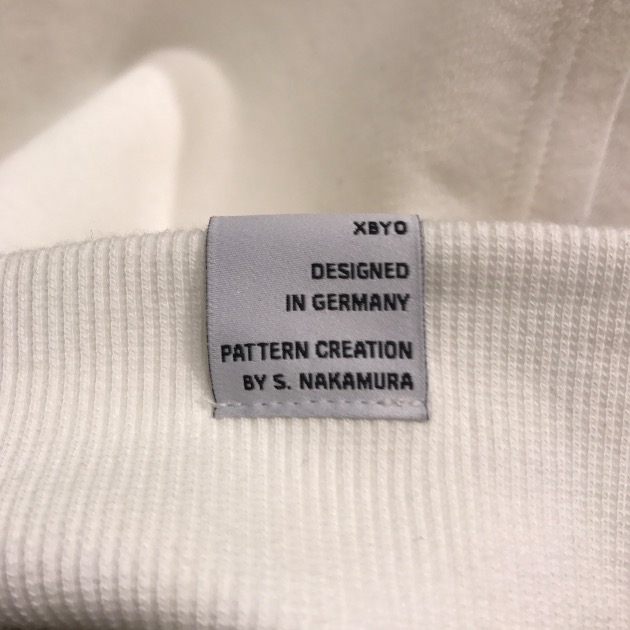 XBYO
DESIGNED
IN GERMANY
PATTERN CREATION
BY S. NAKAMURA